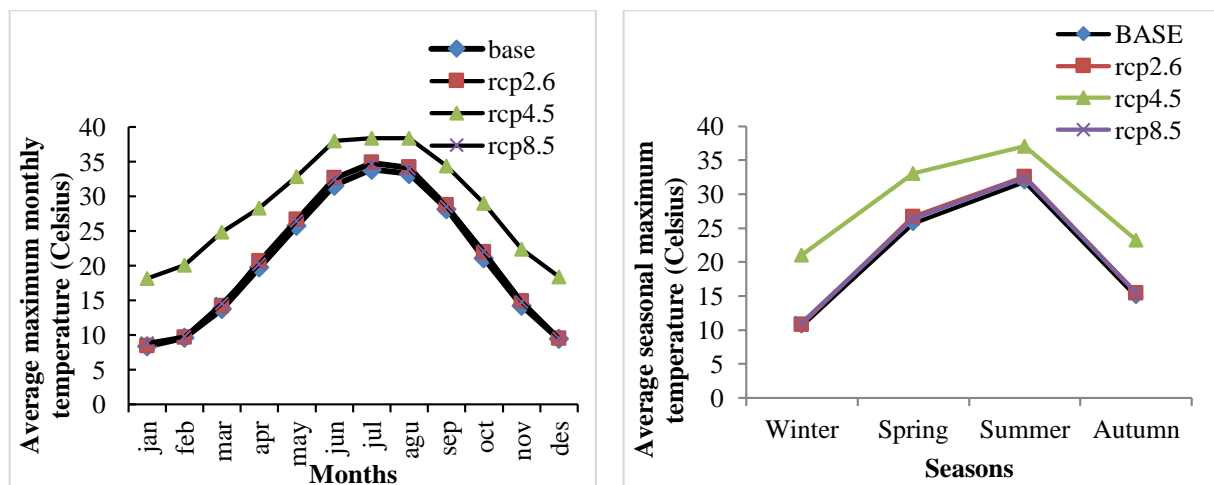 base
rcp2.6
rcp4.5
rcp8.5
Average maximum monthly
temperature (Celsius)
40
35
30
25
20
15
10
5
0
jan
feb
mar
apr
may
jun
jul
agu
sep
oct
nov
des
Months
BASE
rcp2.6
rcp4.5
rcp8.5
Average seasonal maximum
temperature (Celsius)
40
35
30
25
20
15
10
5
0
Winter Spring Summer Autumn
Seasons